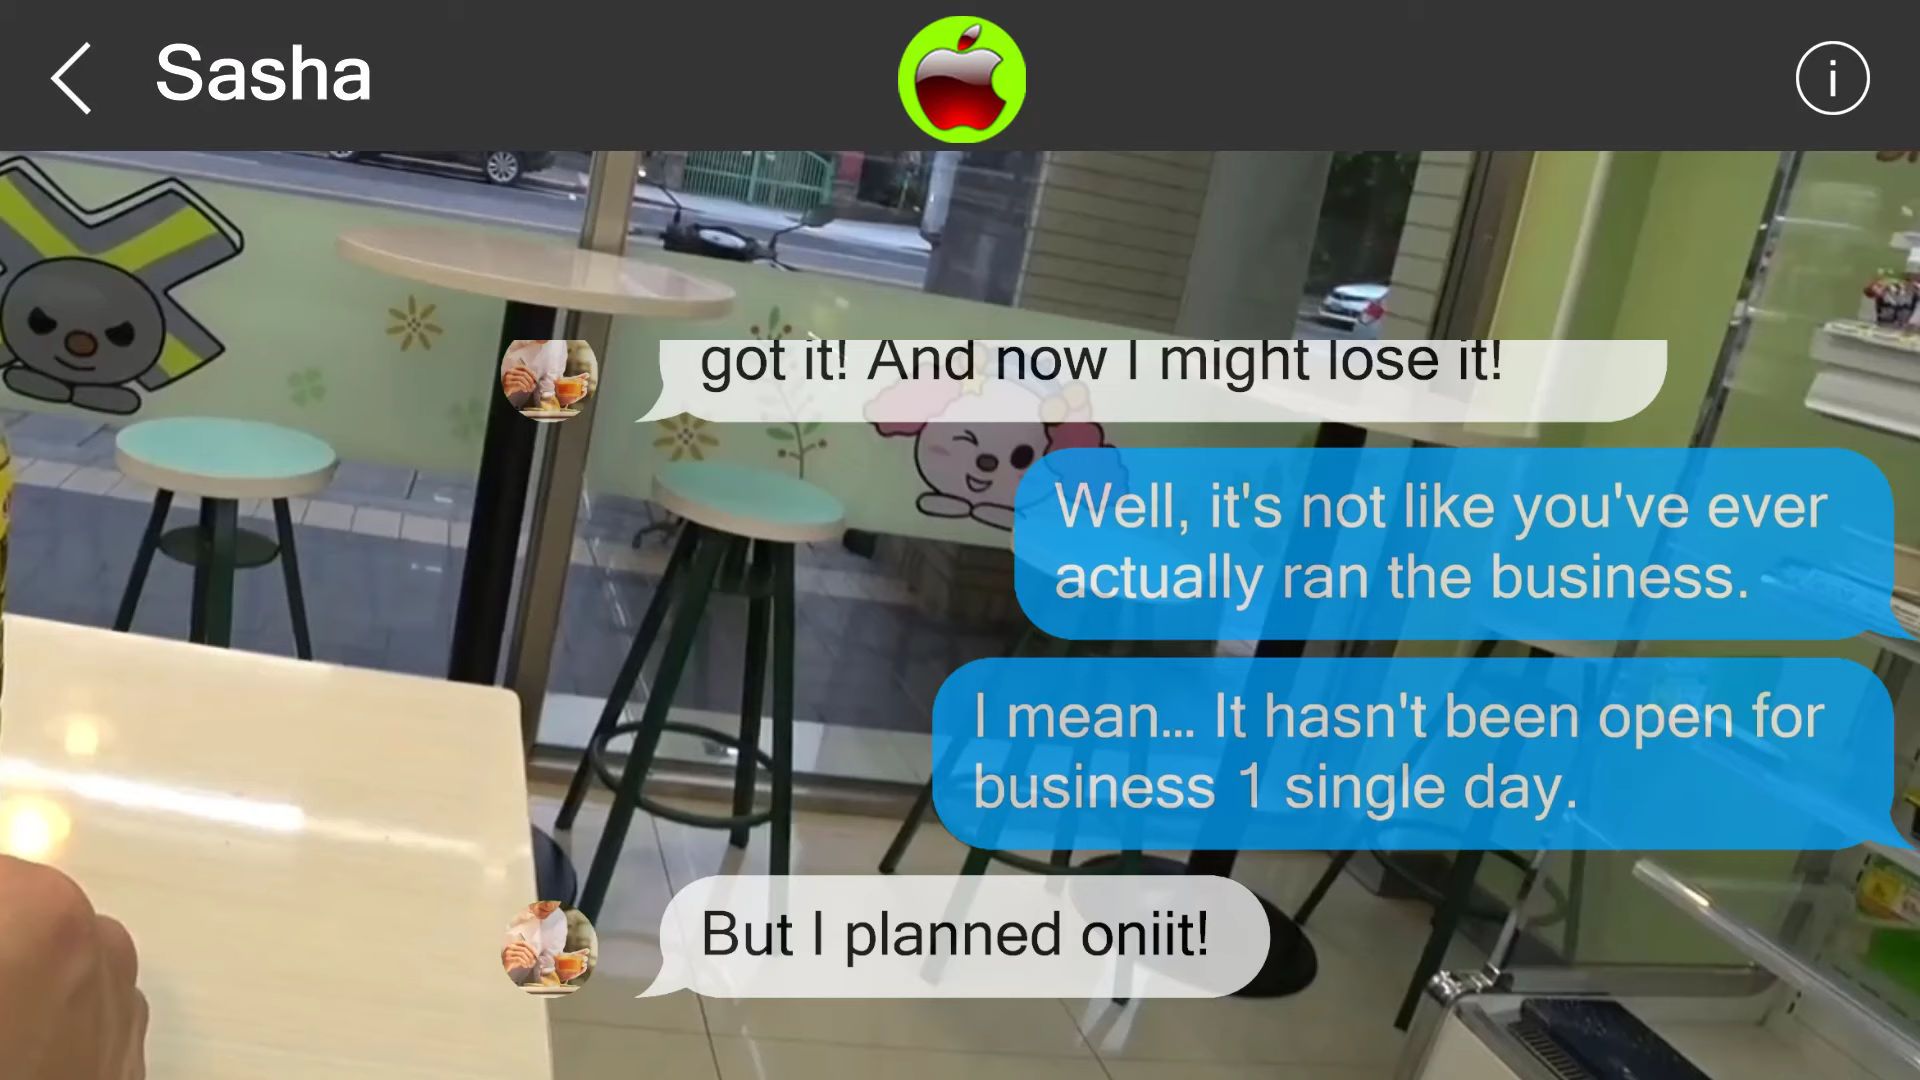 Sasha
i
got it! And now I might lose it!
Well, it's not like you've ever
actually ran the business.
I mean... It hasn't been open for
business 1 single day.
But I planned oniit!